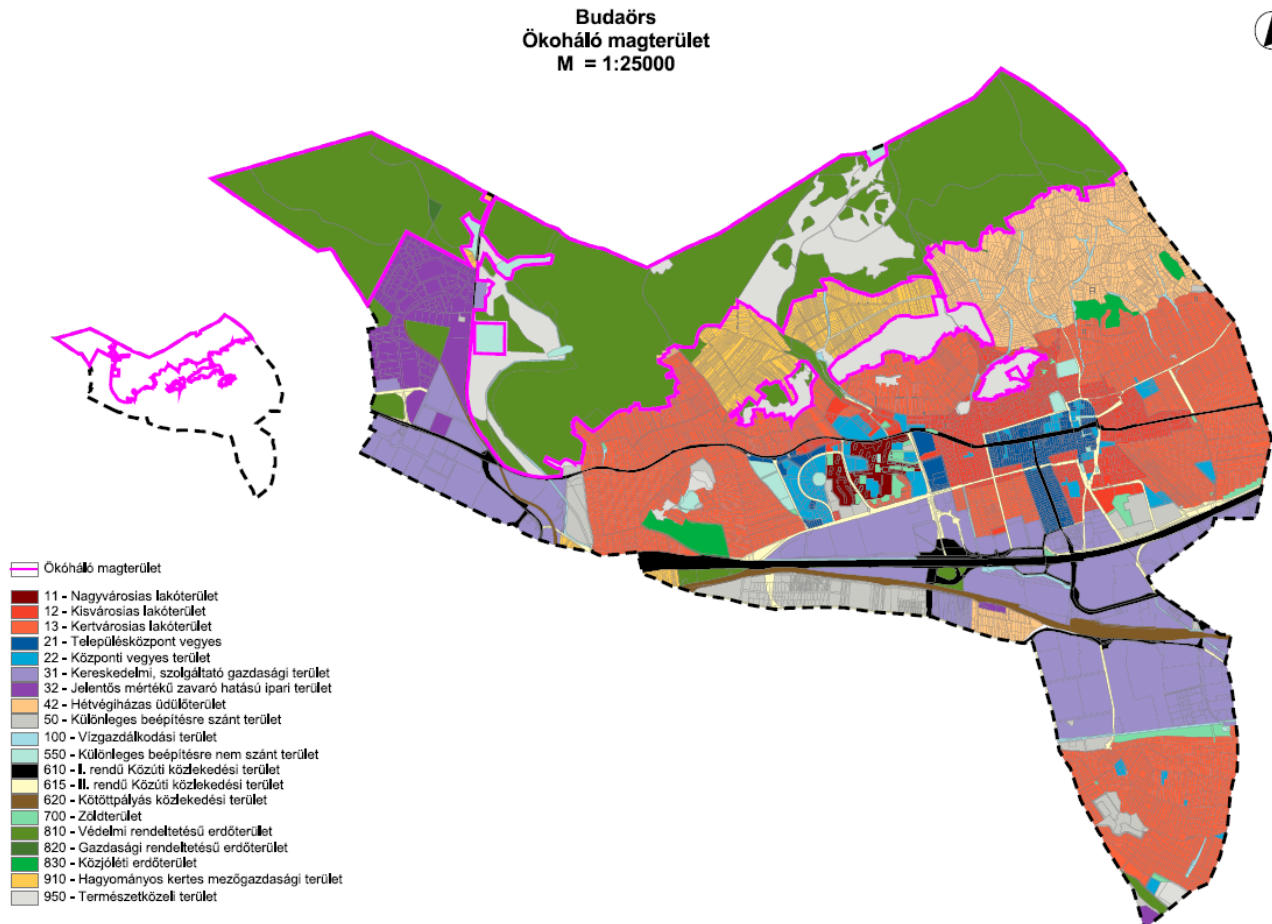 Budaörs
Ökoháló magterület
M = 1:25000
Ökóháló magterület
11 - Nagyvárosias lakóterület
12 - Kisvárosias lakóterület
13 - Kertvárosias lakóterület
21 - Településközpont vegyes
22 - Központi vegyes terület
31 - Kereskedelmi, szolgáltató gazdasági terület
32 - Jelentős mértékű zavaró hatású ipari terület
42 - Hétvégiházas üdülőterület
50 - Különleges beépítésre szánt terület
100 - Vízgazdálkodási terület
550 - Különleges beépítésre nem szánt terület
610 - I. rendű Közúti közlekedési terület
615 - II. rendű Közúti közlekedési terület
620 - Kötöttpályás közlekedési terület
700 - Zöldterület
810 - Védelmi rendeltetésű erdőterület
820 - Gazdasági rendeltetésű erdőterület
830 - Közjóléti erdőterület
910 - Hagyományos kertes mezőgazdasági terület
950 - Természetközeli terület